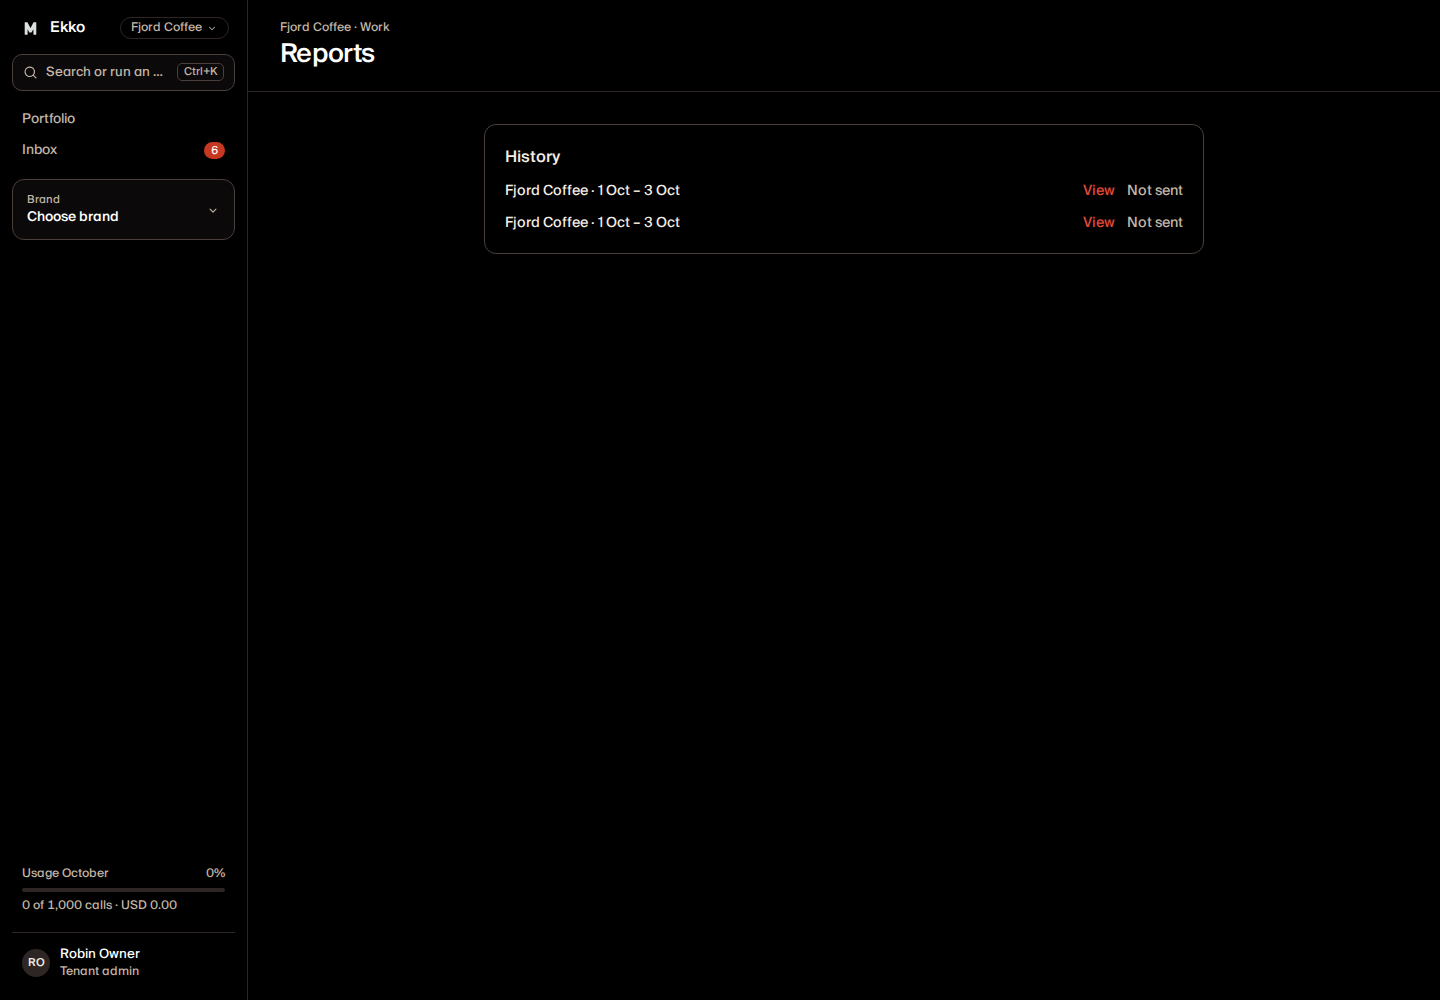 Ekko
Fjord Coffee
Search or run an ...
Ctrl+K
Portfolio
Inbox
6
Brand
Choose brand
Usage October
0%
0 of 1,000 calls · USD 0.00
RO
Robin Owner
Tenant admin
Fjord Coffee · Work
Reports
History
Fjord Coffee · 1 Oct – 3 Oct
View
Not sent
Fjord Coffee · 1 Oct – 3 Oct
View
Not sent